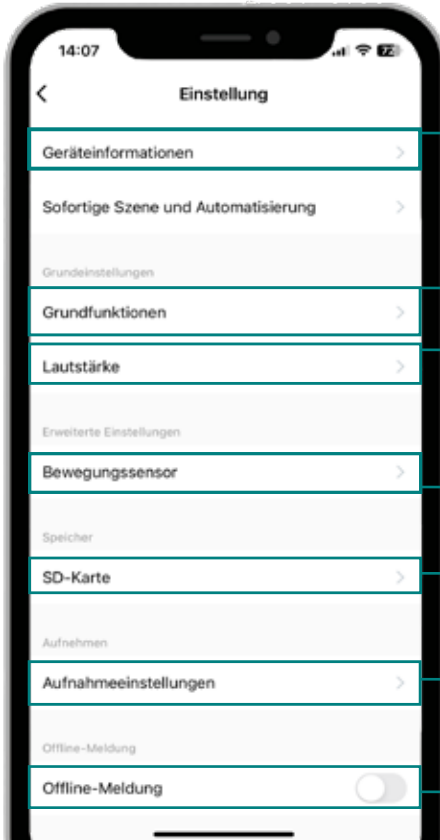 14:07
72
Einstellung
Geräteinformationen
Sofortige Szene und Automatisierung
Grundeinstellungen
Grundfunktionen
Lautstärke
Erweiterte Einstellungen
Bewegungssensor
Speicher
SD-Karte
Aufnehmen
Aufnahmeeinstellungen
Offline-Meldung
Offline-Meldung